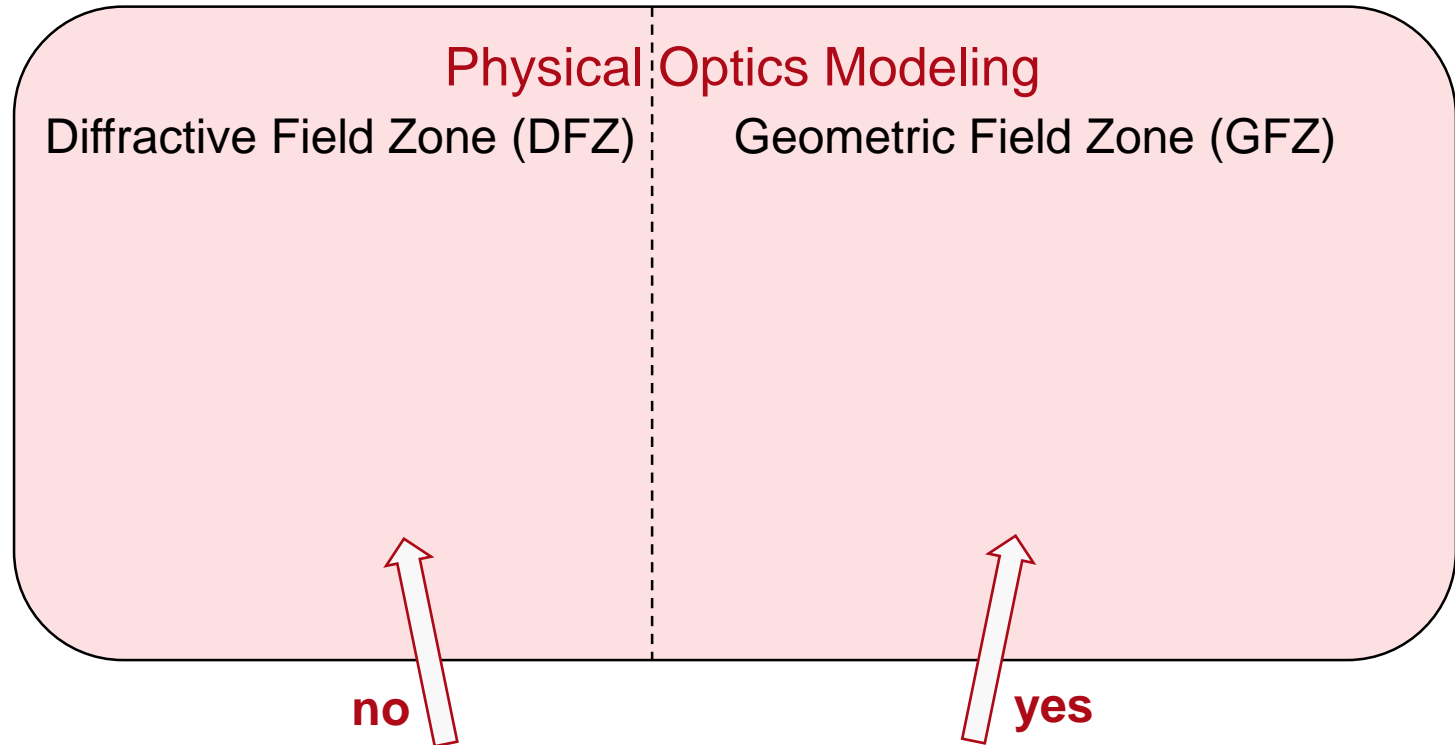 Physical Optics Modeling
Diffractive Field Zone (DFZ)
Geometric Field Zone (GFZ)
no
yes